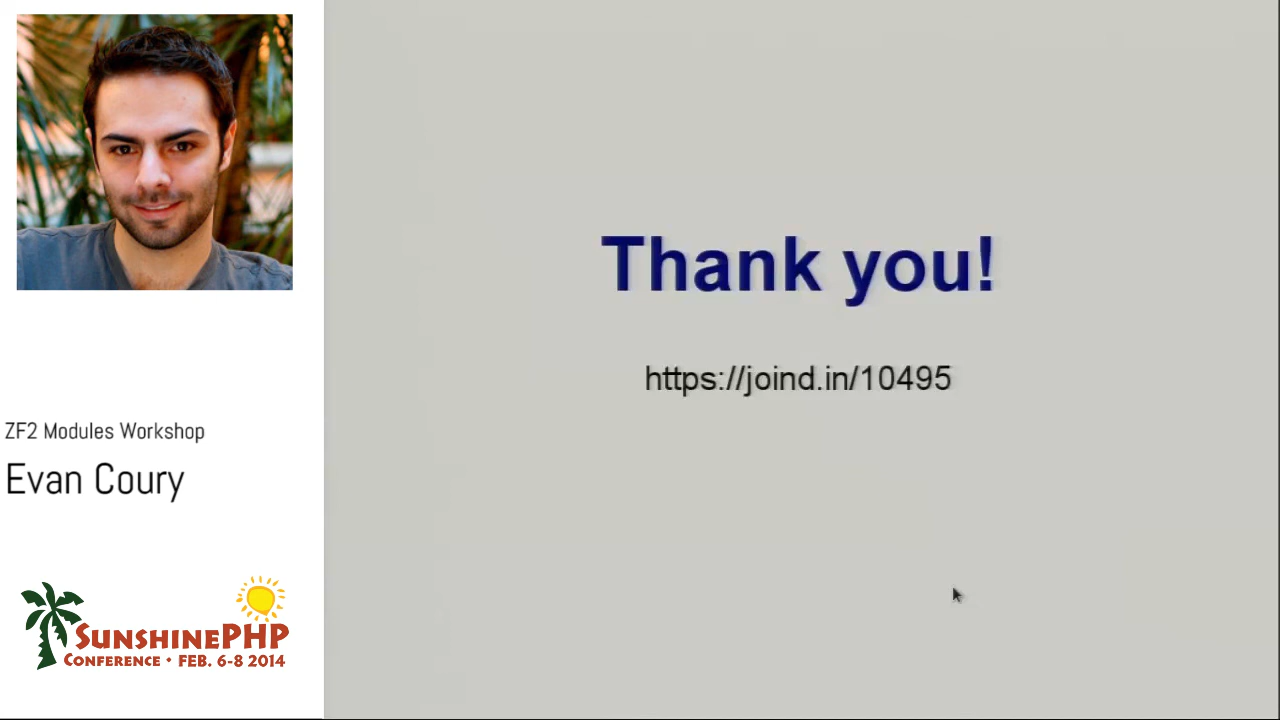 ZF2 Modules Workshop
Evan Coury
SUNSHINEPHP
CONFERENCE • FEB. 6-8 2014
Thank you!
https://joind.in/10495